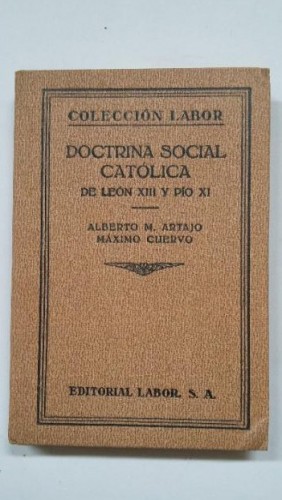 COLECCIÓN LABOR
DOCTRINA SOCIAL
CATÓLICA
DE LEÓN XIII Y PÍO XI
ALBERTO M. ARTAJO
MÁXIMO CUERVO
EDITORIAL LABOR, S. A.